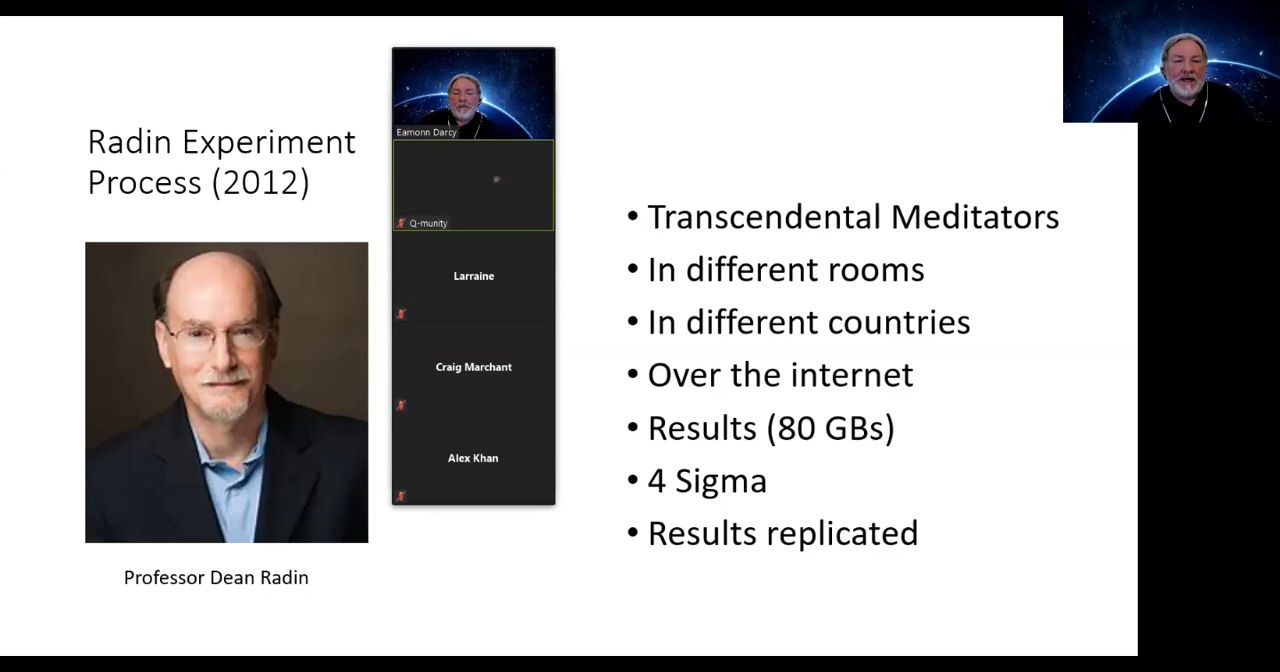 Radin Experiment
Process (2012)
Professor Dean Radin
Eamonn Darcy
Q-munity
Larraine
Craig Marchant
Alex Khan
• Transcendental Meditators
• In different rooms
• In different countries
• Over the internet
• Results (80 GBs)
• 4 Sigma
• Results replicated